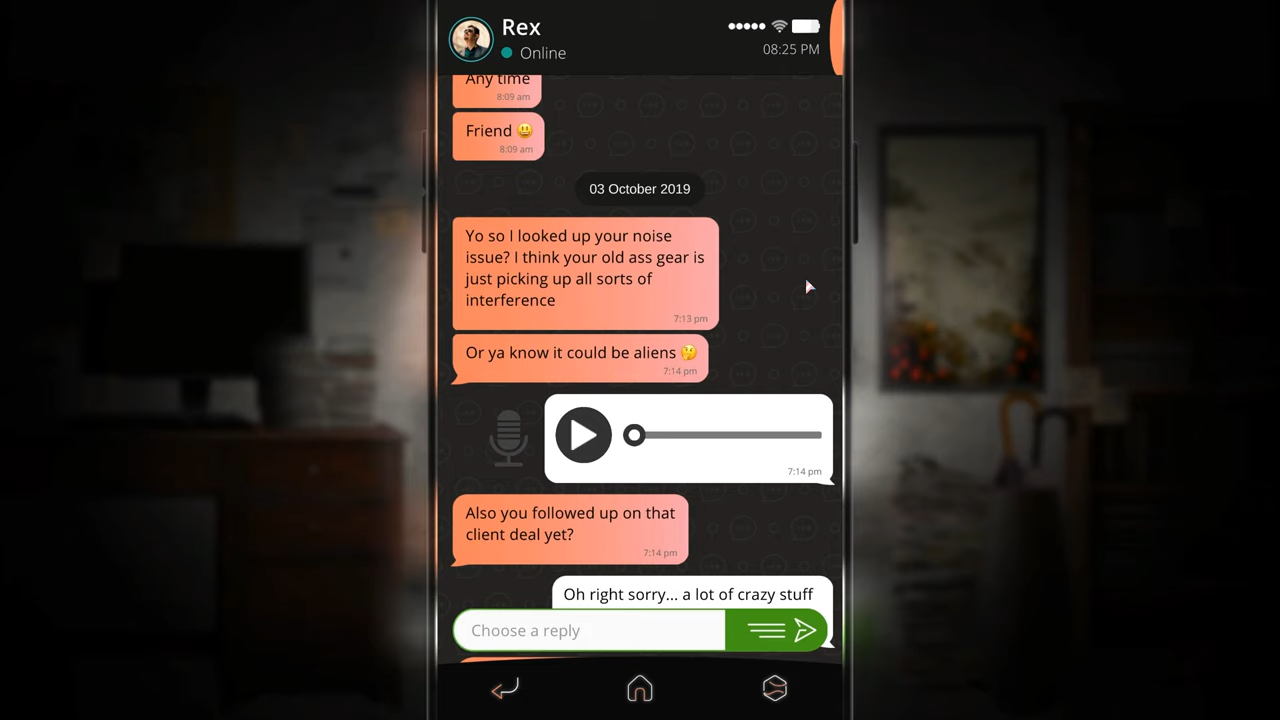 Rex
Online
08:25 PM
Any time
8:09 am
Friend 😃
8:09 am
03 October 2019
Yo so I looked up your noise
issue? I think your old ass gear is
just picking up all sorts of
interference
7:13 pm
Or ya know it could be aliens 🤔
7:14 pm
7:14 pm
Also you followed up on that
client deal yet?
7:14 pm
Oh right sorry... a lot of crazy stuff
Choose a reply